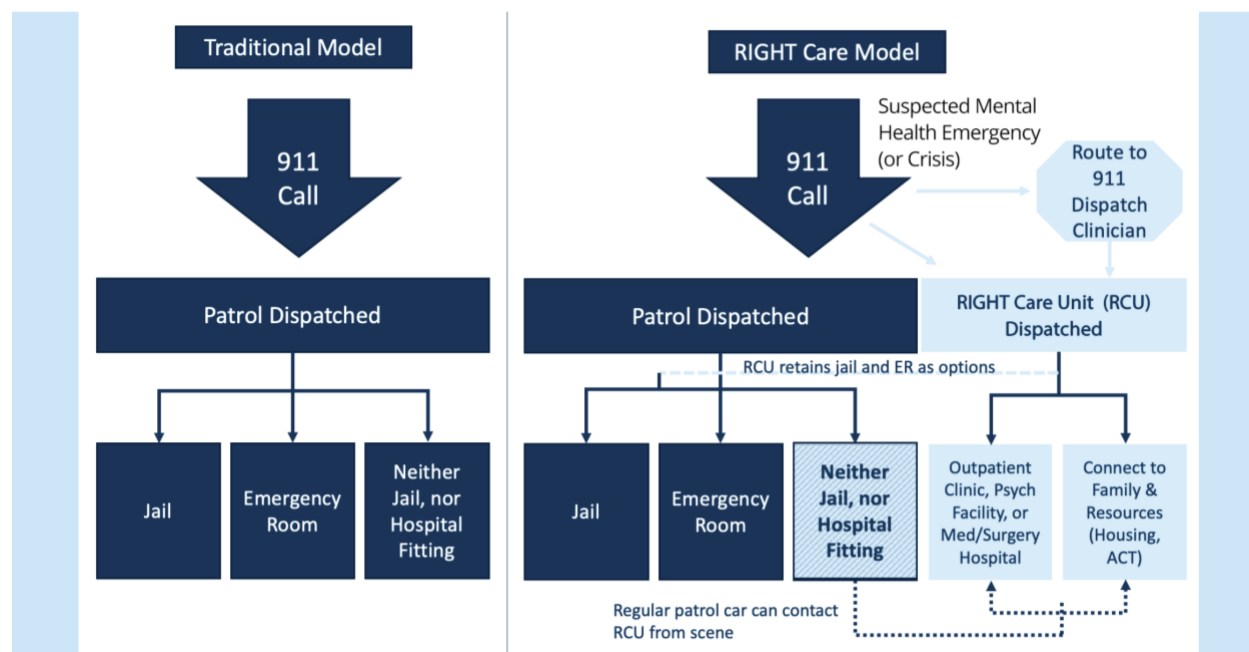 Traditional Model
911
Call
Patrol Dispatched
Jail
Emergency
Room
Neither
Jail, nor
Hospital
Fitting
RIGHT Care Model
911
Call
Suspected Mental
Health Emergency
(or Crisis)
Route to
911
Dispatch
Clinician
Patrol Dispatched
RIGHT Care Unit (RCU)
Dispatched
RCU retains jail and ER as options
Jail
Emergency
Room
Neither
Jail, nor
Hospital
Fitting
Outpatient
Clinic, Psych
Facility, or
Med/Surgery
Hospital
Connect to
Family &
Resources
(Housing,
ACT)
Regular patrol car can contact
RCU from scene